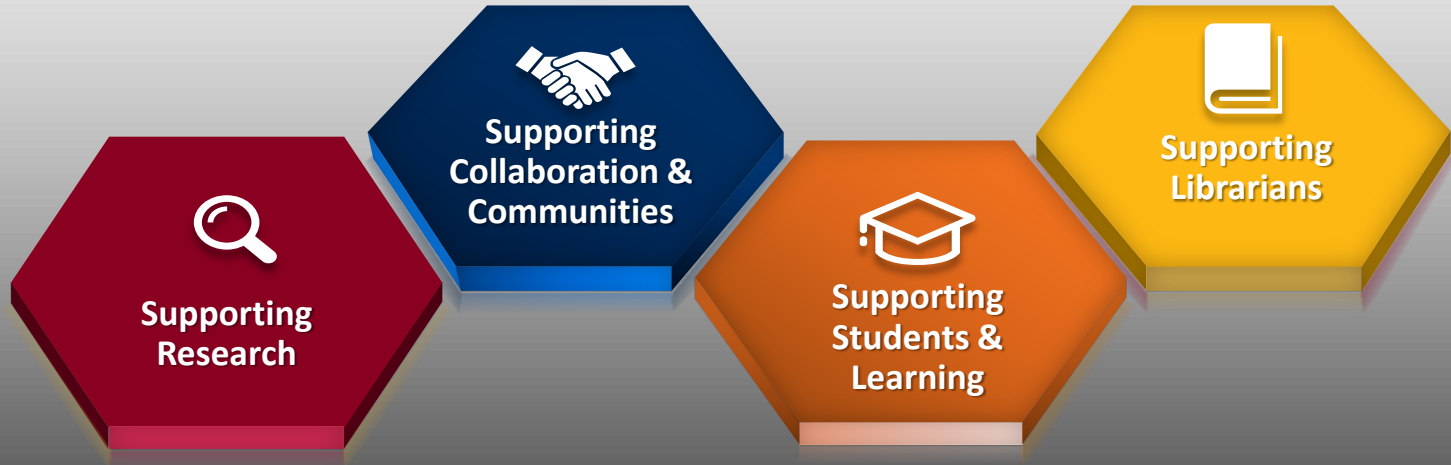 Supporting
Research
Supporting
Collaboration &
Communities
Supporting
Students &
Learning
Supporting
Librarians